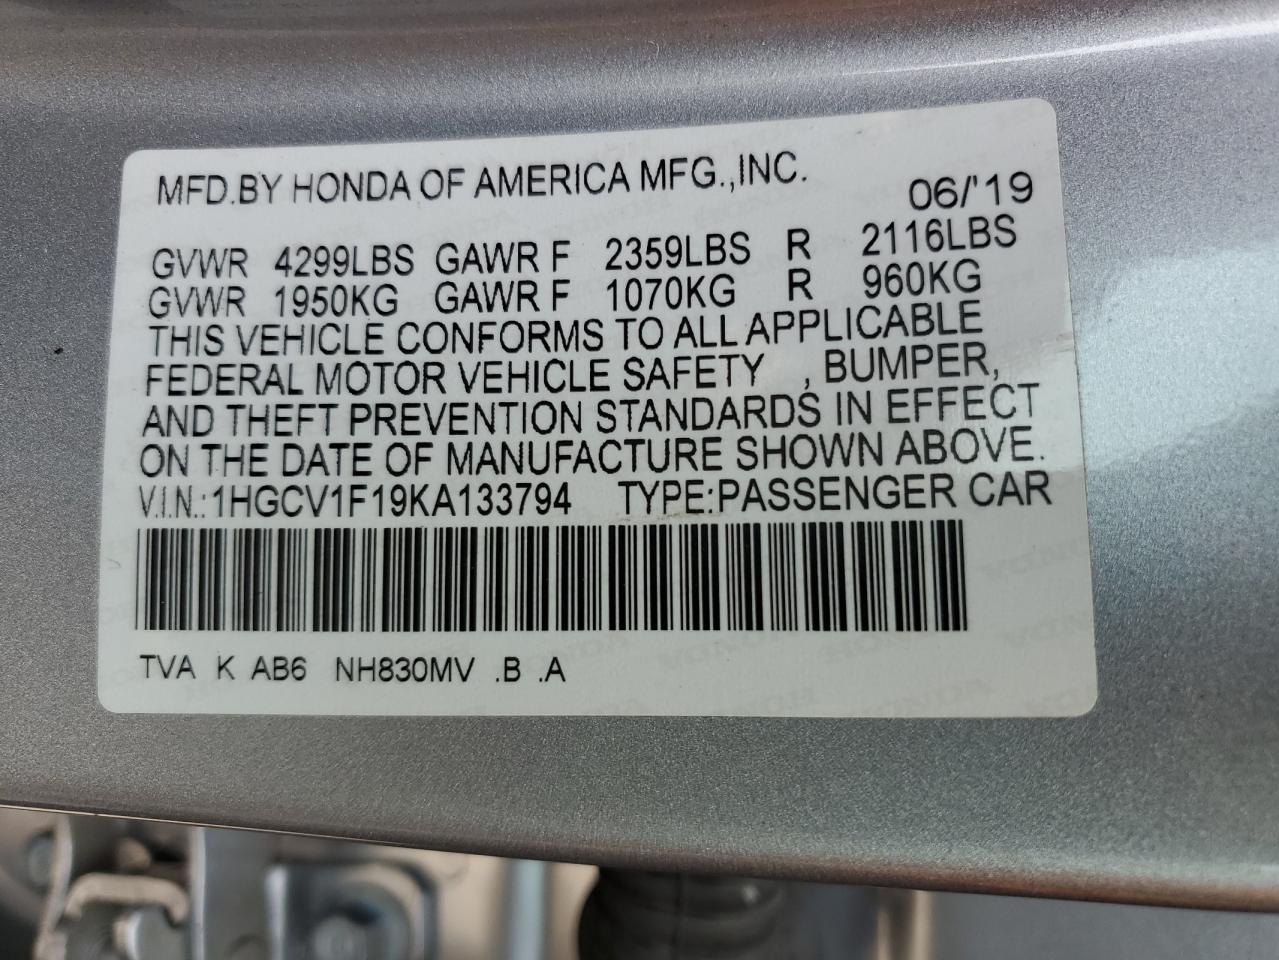 MFD.BY HONDA OF AMERICA MFG.,INC. 06/'19
GVWR 4299LBS GAWR F 2359LBS R 2116LBS
GVWR 1950KG GAWR F 1070KG R 960KG
THIS VEHICLE CONFORMS TO ALL APPLICABLE
FEDERAL MOTOR VEHICLE SAFETY , BUMPER,
AND THEFT PREVENTION STANDARDS IN EFFECT
ON THE DATE OF MANUFACTURE SHOWN ABOVE.
V.I.N.:1HGCV1F19KA133794 TYPE:PASSENGER CAR
TVA K AB6 NH830MV .B .A